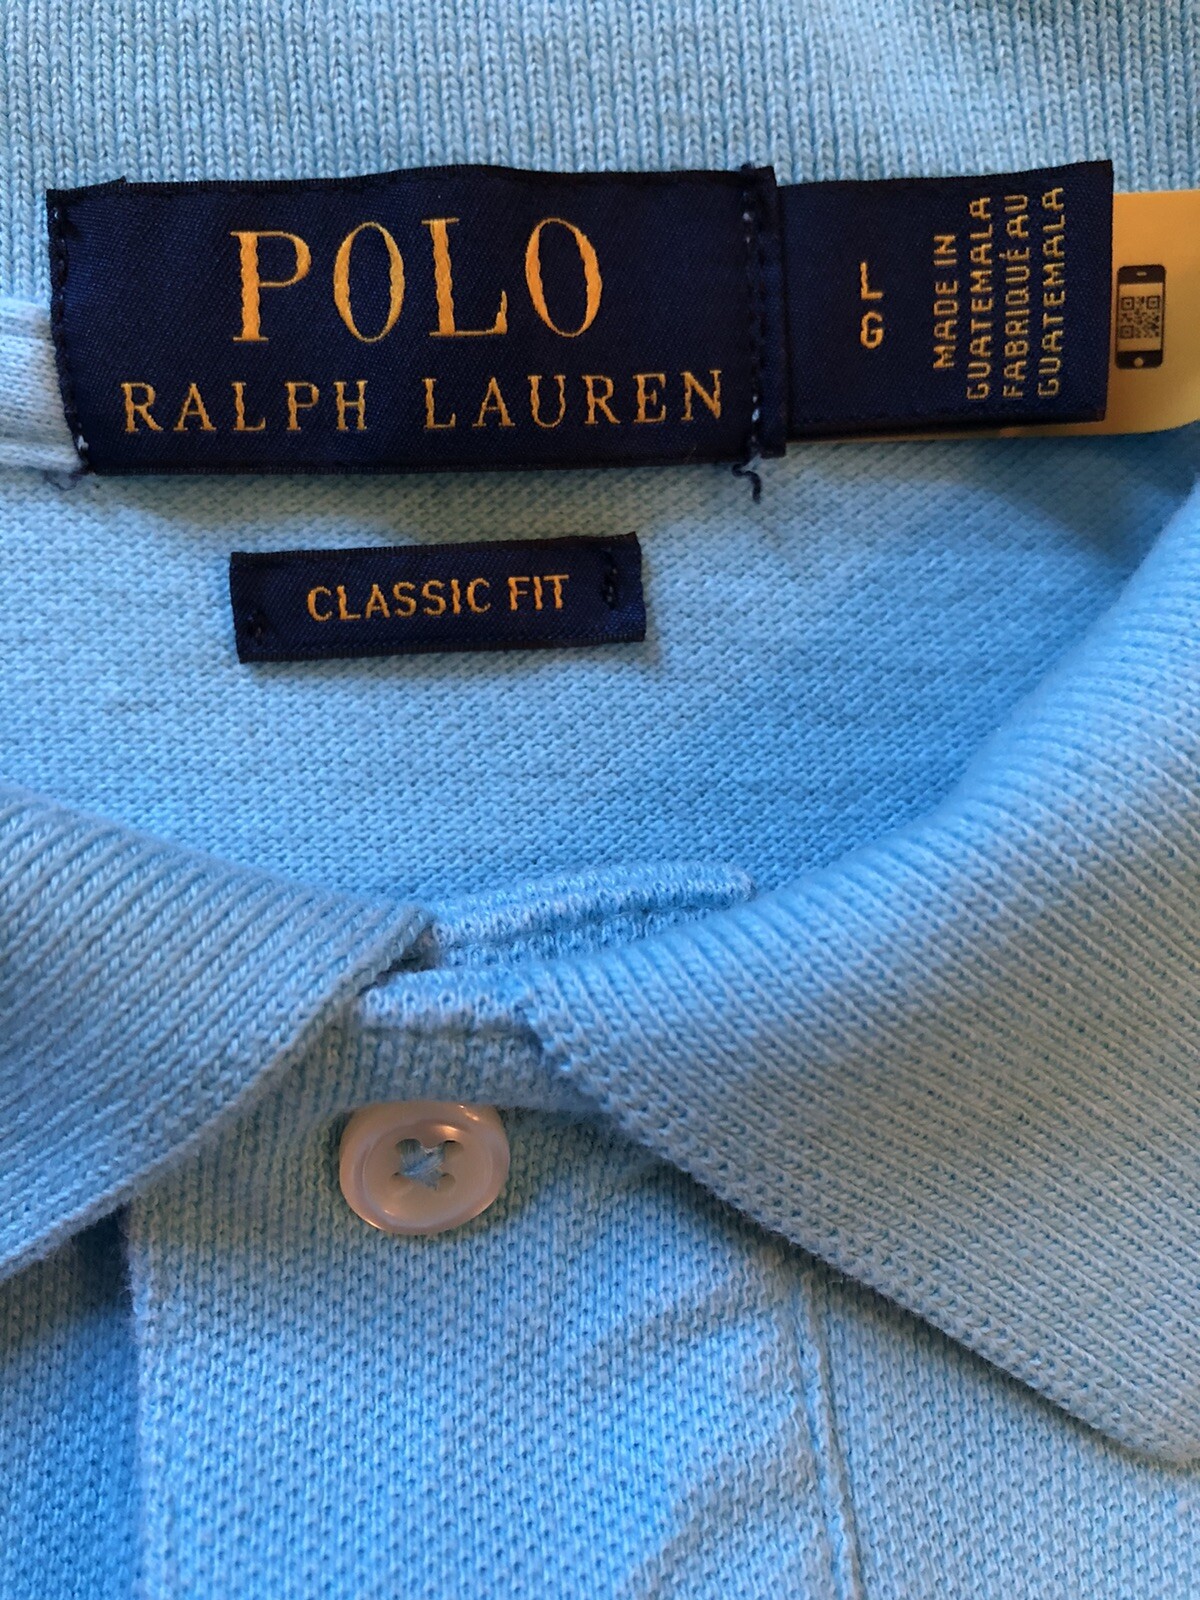 POLO
RALPH LAUREN
L
G
MADE IN
GUATEMALA
FABRIQUÉ AU
GUATEMALA
CLASSIC FIT